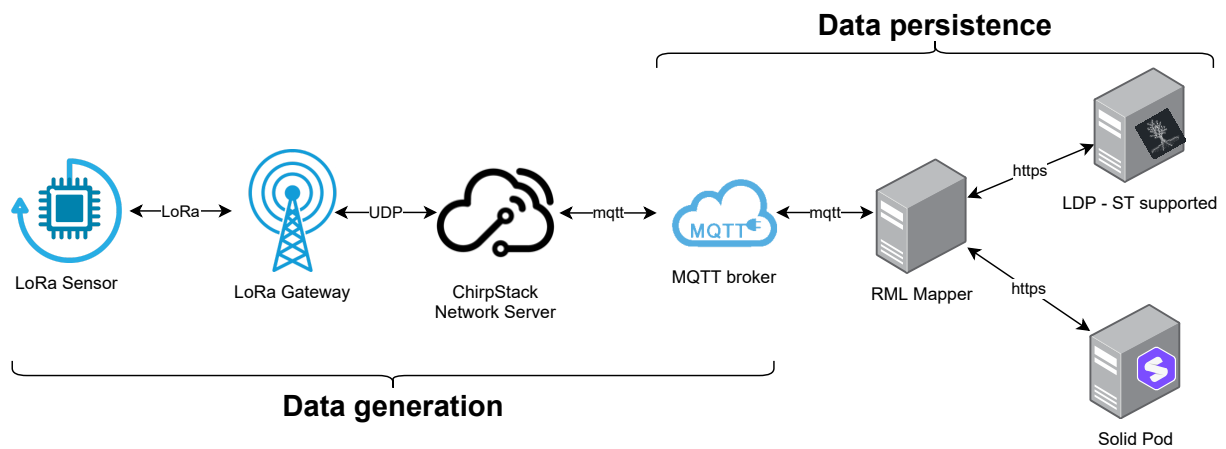 Data persistence
LoRa
UDP
mqtt
MQTT
mqtt
https
https
LDP - ST supported
LoRa Sensor
LoRa Gateway
ChirpStack
Network Server
MQTT broker
RML Mapper
Solid Pod
Data generation